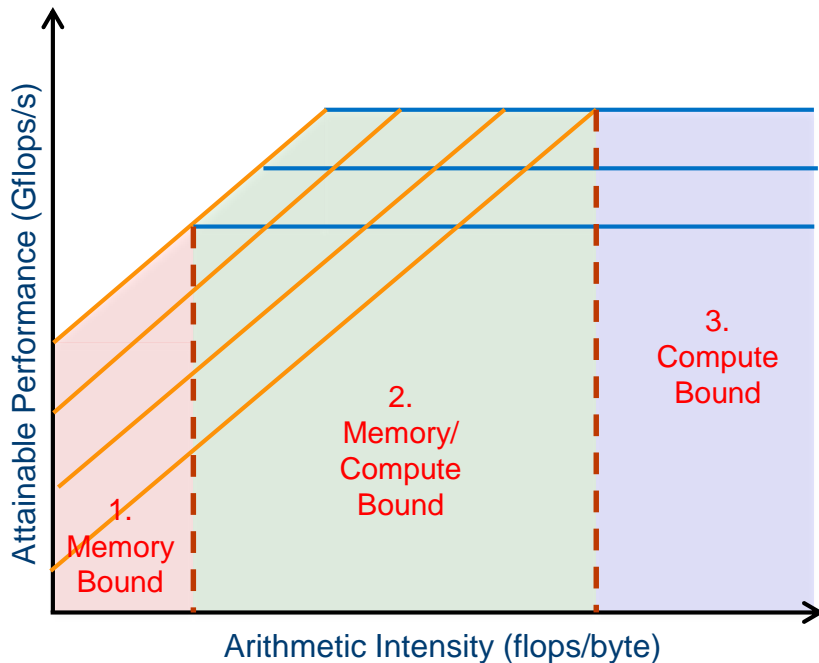 Attainable Performance (Gflops/s)
1.
Memory
Bound
2.
Memory/
Compute
Bound
3.
Compute
Bound
Arithmetic Intensity (flops/byte)